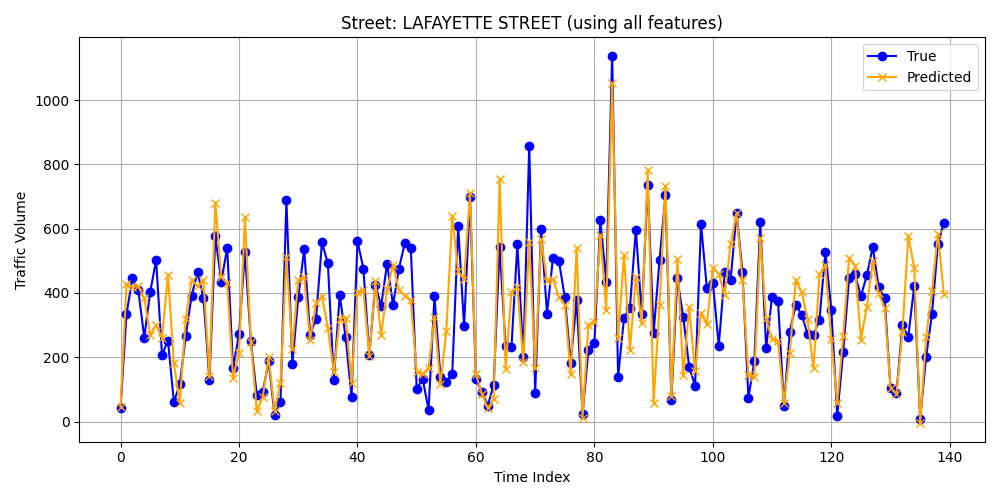 Street: LAFAYETTE STREET (using all features)
True
Predicted
Traffic Volume
1000
800
600
400
200
0
0 20 40 60 80 100 120 140
Time Index